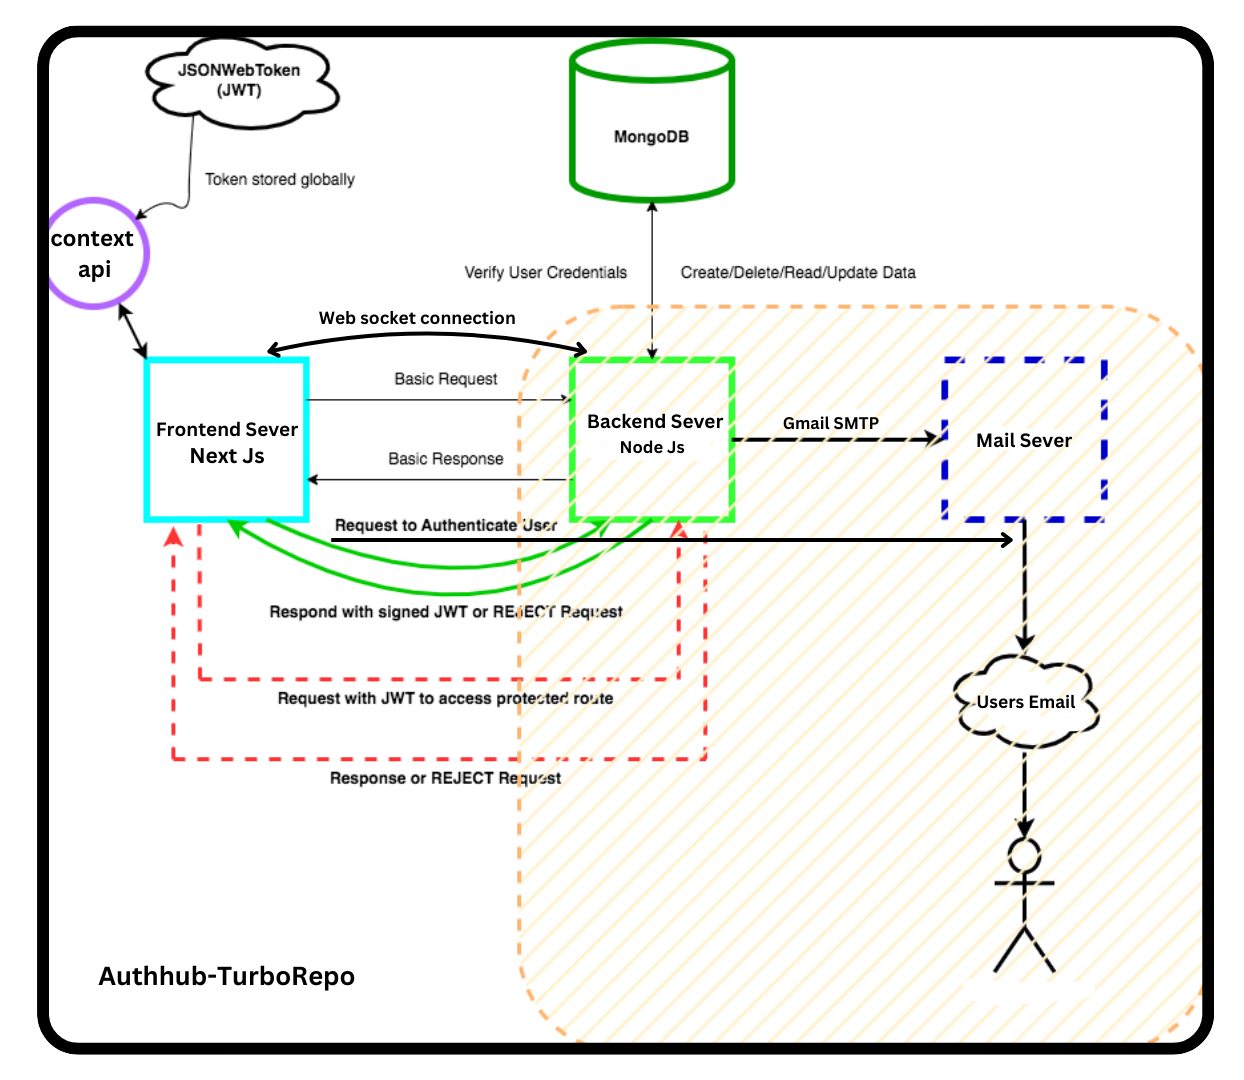 JSONWebToken
(JWT)
Token stored globally
MongoDB
context
api
Verify User Credentials
Create/Delete/Read/Update Data
Web socket connection
Basic Request
Frontend Sever
Next Js
Backend Sever
Node Js
Gmail SMTP
Mail Sever
Basic Response
Request to Authenticate User
Respond with signed JWT or REJECT Request
Request with JWT to access protected route
Users Email
Response or REJECT Request
Authhub-TurboRepo